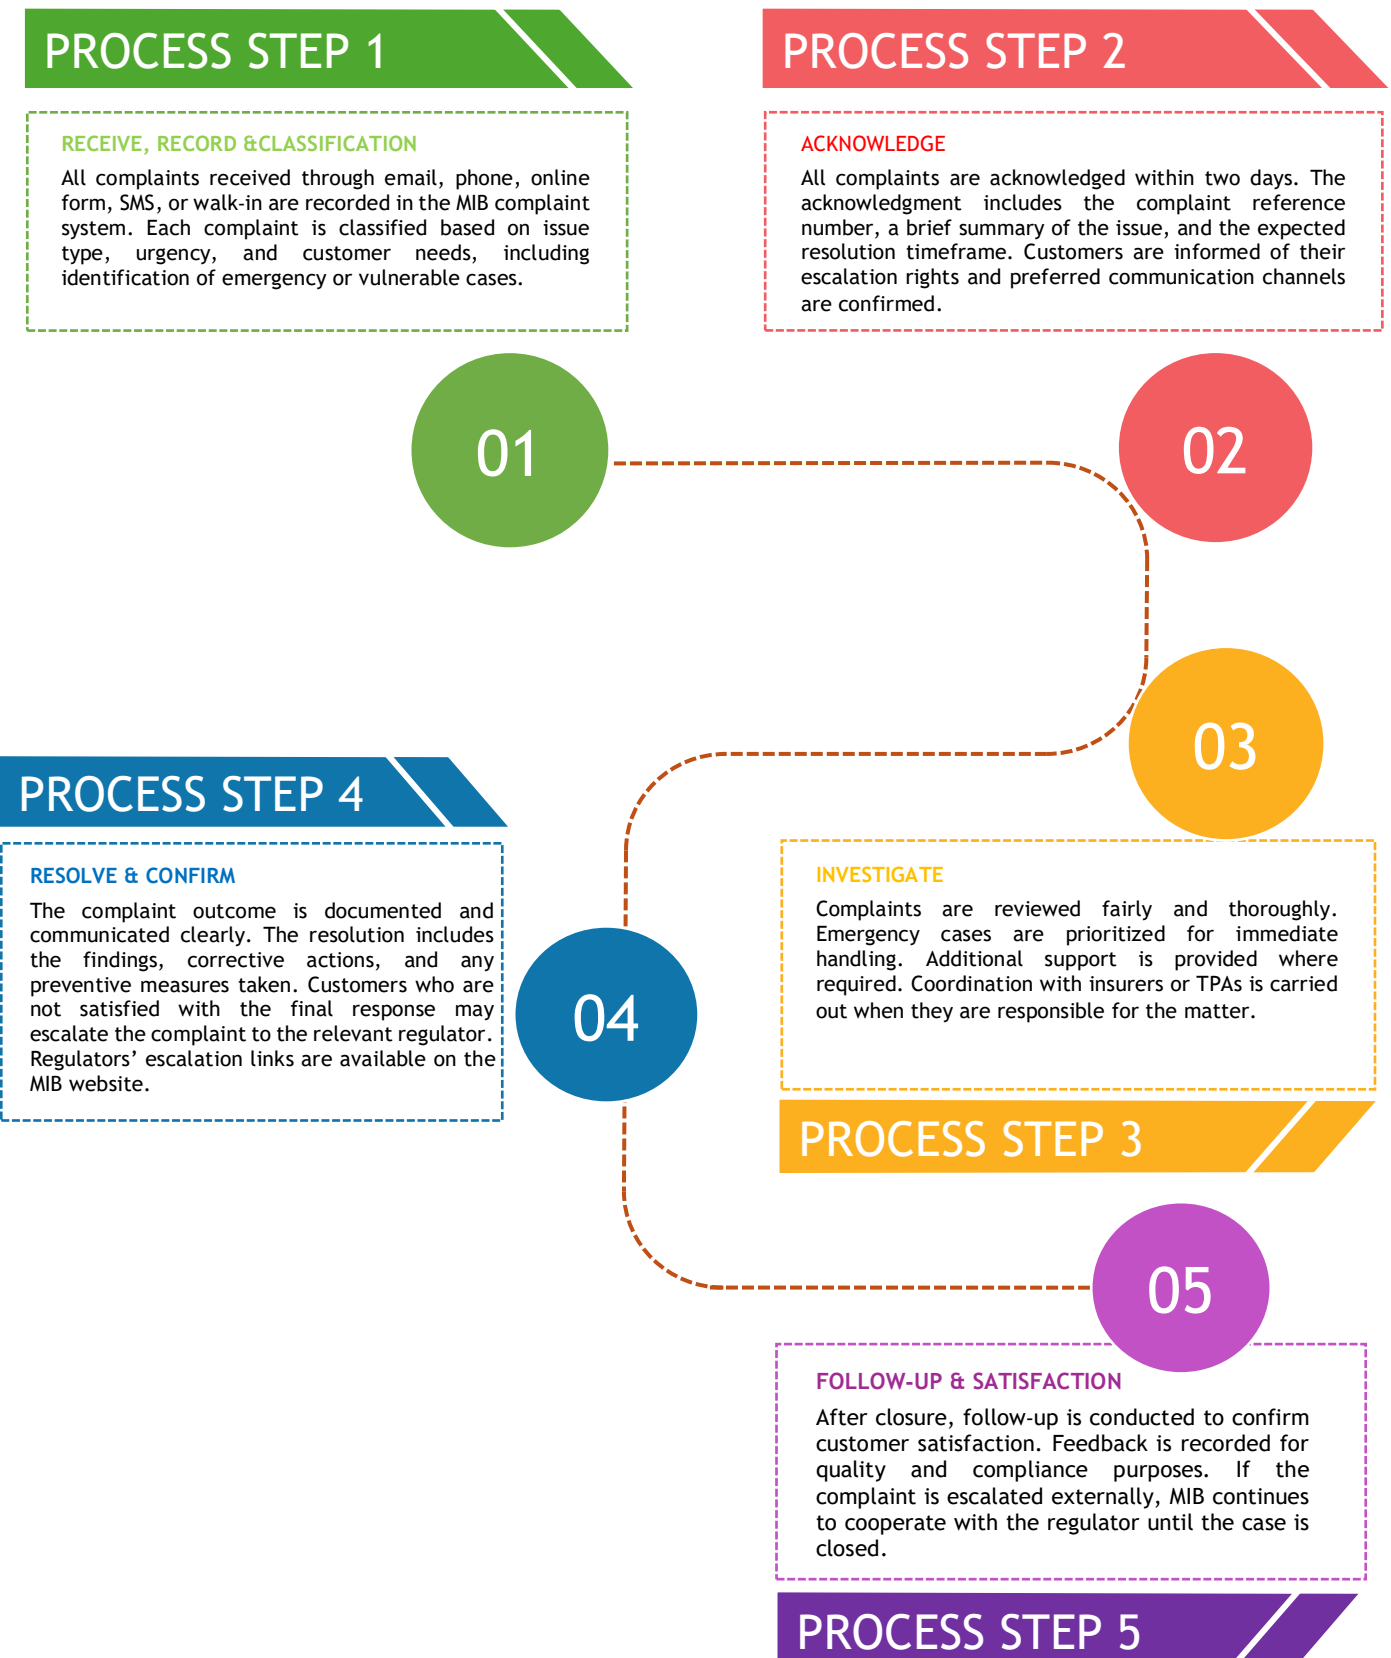 PROCESS STEP 1
RECEIVE, RECORD &CLASSIFICATION
All complaints received through email, phone, online
form, SMS, or walk-in are recorded in the MIB complaint
system. Each complaint is classified based on issue
type, urgency, and customer needs, including
identification of emergency or vulnerable cases.
PROCESS STEP 2
ACKNOWLEDGE
All complaints are acknowledged within two days. The
acknowledgment includes the complaint reference
number, a brief summary of the issue, and the expected
resolution timeframe. Customers are informed of their
escalation rights and preferred communication channels
are confirmed.
01
02
03
PROCESS STEP 4
RESOLVE & CONFIRM
The complaint outcome is documented and
communicated clearly. The resolution includes
the findings, corrective actions, and any
preventive measures taken. Customers who are
not satisfied with the final response may
escalate the complaint to the relevant regulator.
Regulators’ escalation links are available on the
MIB website.
04
INVESTIGATE
Complaints are reviewed fairly and thoroughly.
Emergency cases are prioritized for immediate
handling. Additional support is provided where
required. Coordination with insurers or TPAs is carried
out when they are responsible for the matter.
PROCESS STEP 3
05
FOLLOW-UP & SATISFACTION
After closure, follow-up is conducted to confirm
customer satisfaction. Feedback is recorded for
quality and compliance purposes. If the
complaint is escalated externally, MIB continues
to cooperate with the regulator until the case is
closed.
PROCESS STEP 5